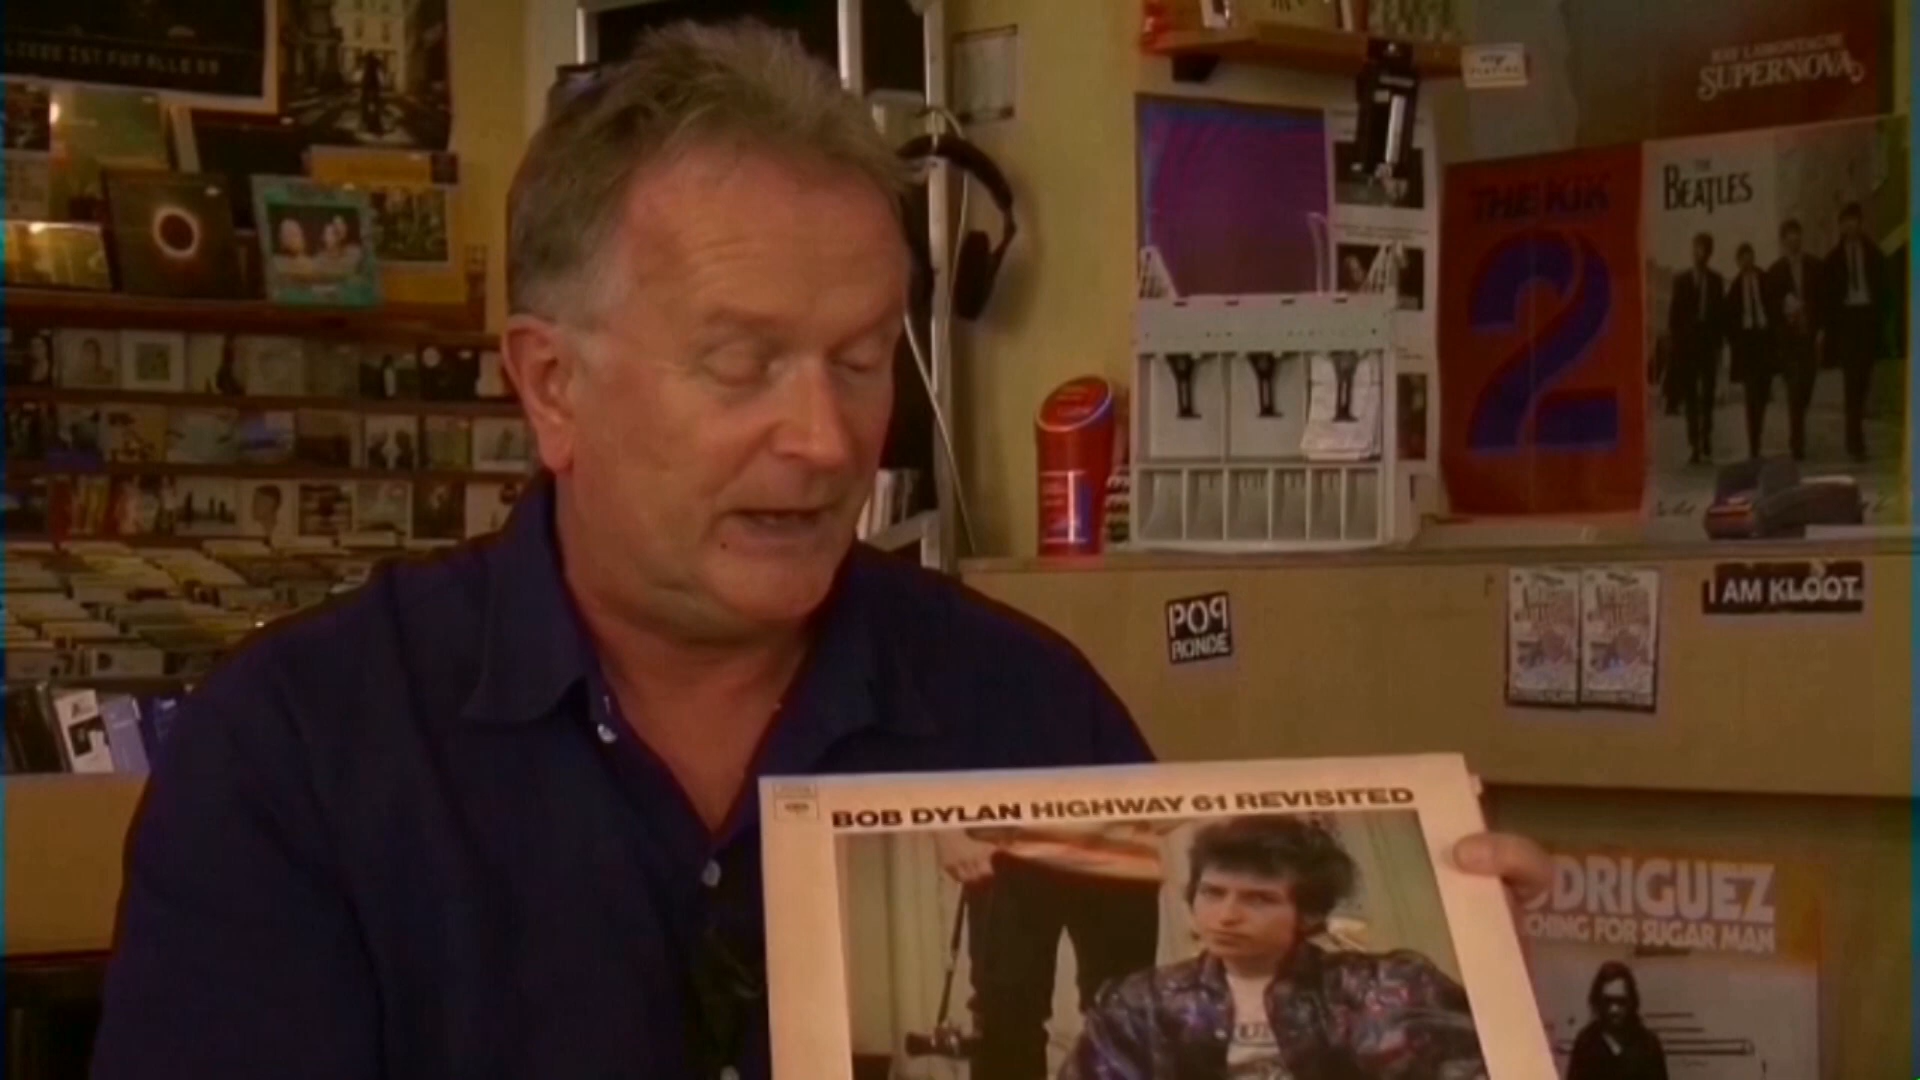 SUPERNOVA
THE KIK
2
THE
BEATLES
I AM KLOOT
POP
RONDE
BOB DYLAN HIGHWAY 61 REVISITED
DRIGUEZ
CHING FOR SUGAR MAN